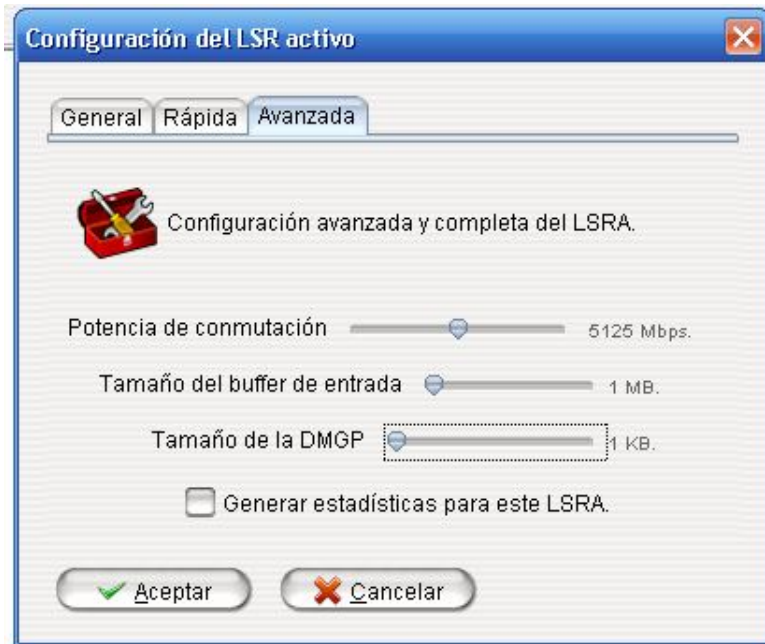 Configuración del LSR activo
General Rápida Avanzada
Configuración avanzada y completa del LSRA.
Potencia de conmutación 5125 Mbps.
Tamaño del buffer de entrada 1 MB.
Tamaño de la DMGP 1 KB.
Generar estadísticas para este LSRA.
Aceptar Cancelar